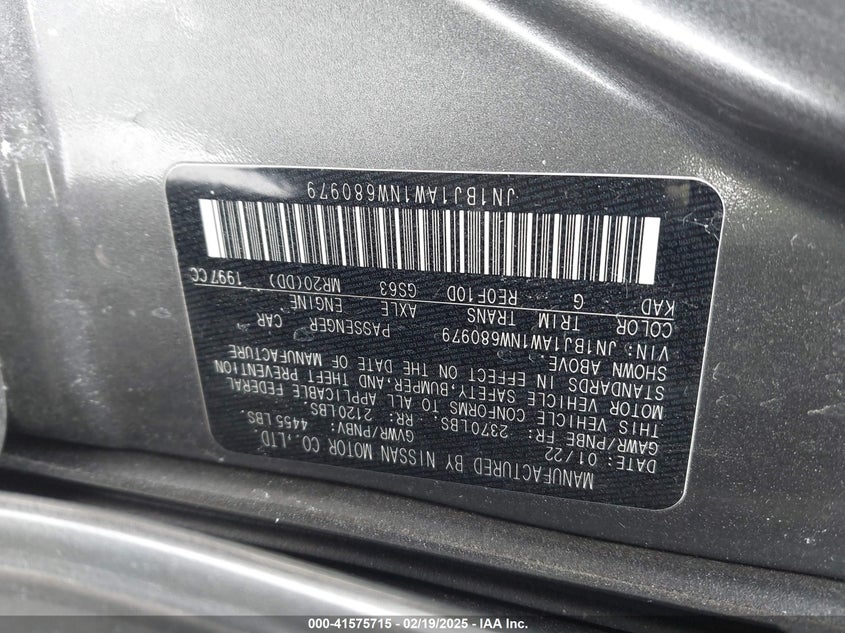 MANUFACTURED BY NISSAN MOTOR CO.,LTD.
DATE: 01/22 GVWR/PNBV: 4455 LBS.
GAWR/PNBE FR: 2370LBS. RR: 2120LBS.
THIS VEHICLE CONFORMS TO ALL APPLICABLE FEDERAL
MOTOR VEHICLE SAFETY,BUMPER,AND THEFT PREVENTION
STANDARDS IN EFFECT ON THE DATE OF MANUFACTURE
SHOWN ABOVE.
VIN: JN1BJ1AW1NW680979 PASSENGER CAR
COLOR TRIM TRANS AXLE ENGINE
KAD G RE0F10D GS63 MR20(DD) 1997CC
JN1BJ1AW1NW680979
000-41575715 - 02/19/2025 - IAA Inc.